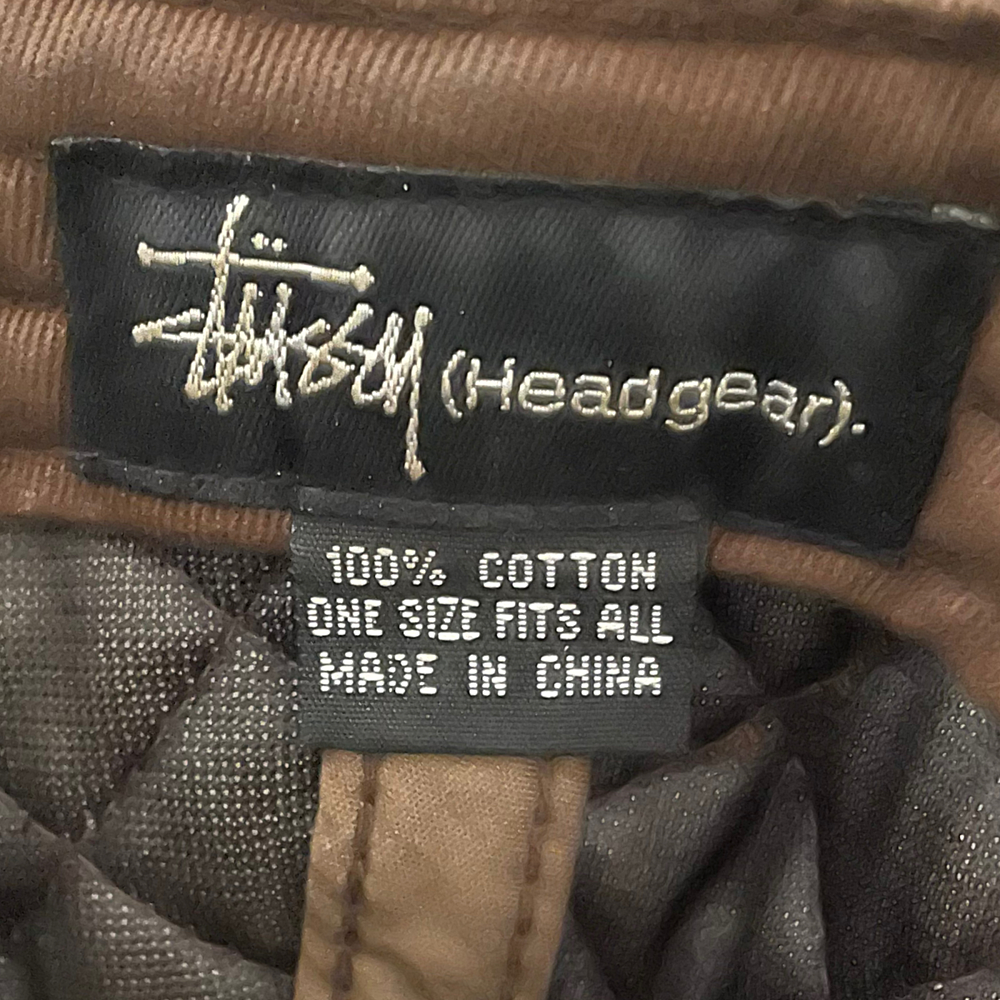 Stüssy (Headgear).
100% COTTON
ONE SIZE FITS ALL
MADE IN CHINA